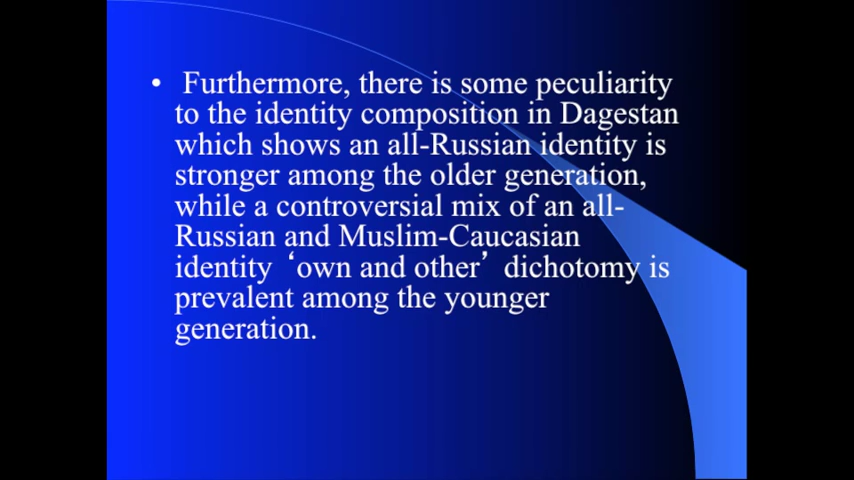 • Furthermore, there is some peculiarity
to the identity composition in Dagestan
which shows an all-Russian identity is
stronger among the older generation,
while a controversial mix of an all-
Russian and Muslim-Caucasian
identity ‘own and other’ dichotomy is
prevalent among the younger
generation.